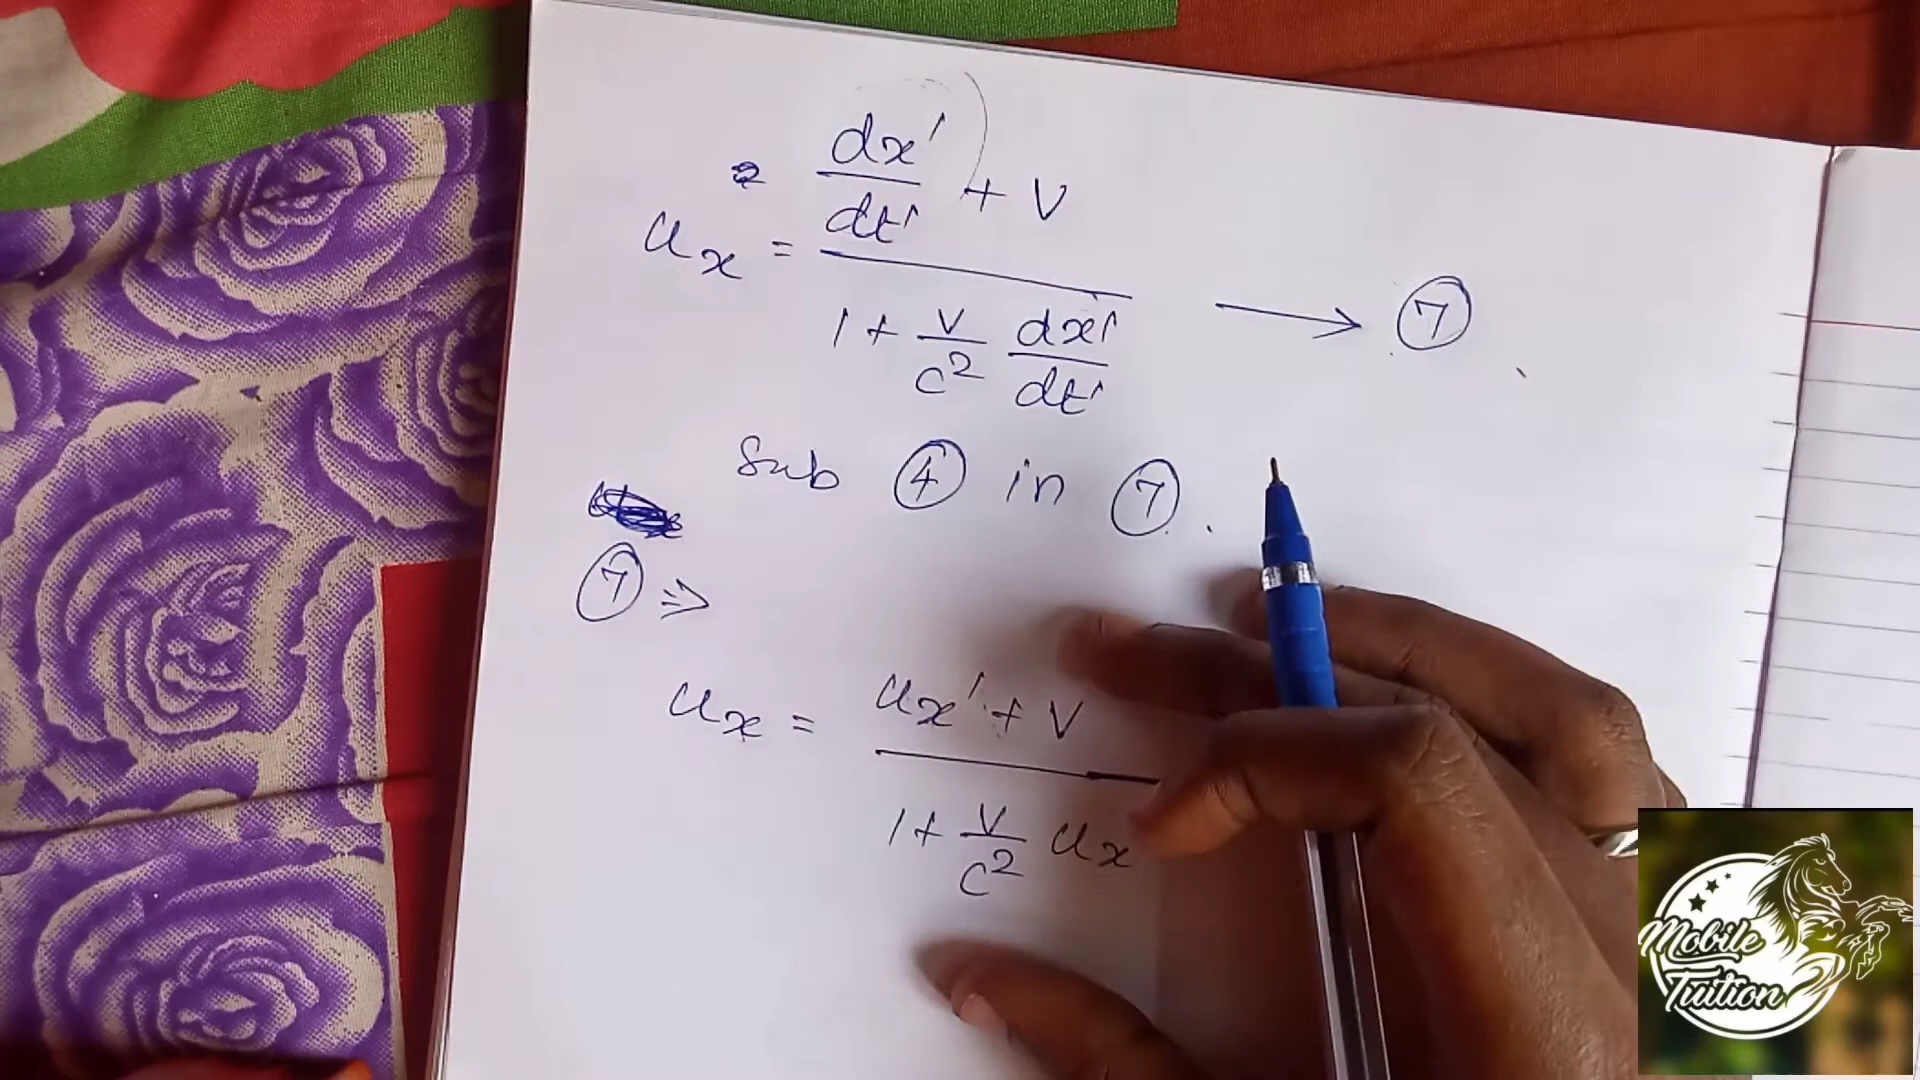 dx'
dt' + V
ux = 
1 + v/c² dx'/dt' → ⑦
Sub ④ in ⑦.
⑦ ⇒
ux = ux' + V
1 + v/c² ux
Mobile
Tuition